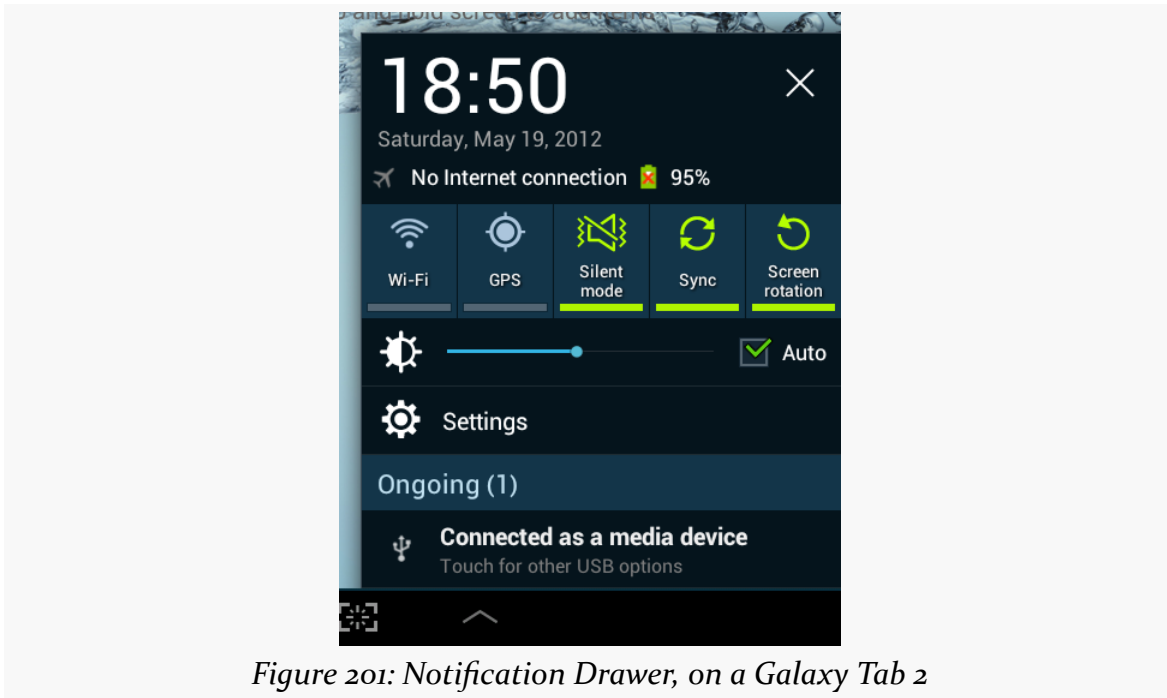 18:50
Saturday, May 19, 2012
No Internet connection 95%
Wi-Fi GPS Silent mode Sync Screen rotation
Auto
Settings
Ongoing (1)
Connected as a media device
Touch for other USB options
Figure 201: Notification Drawer, on a Galaxy Tab 2